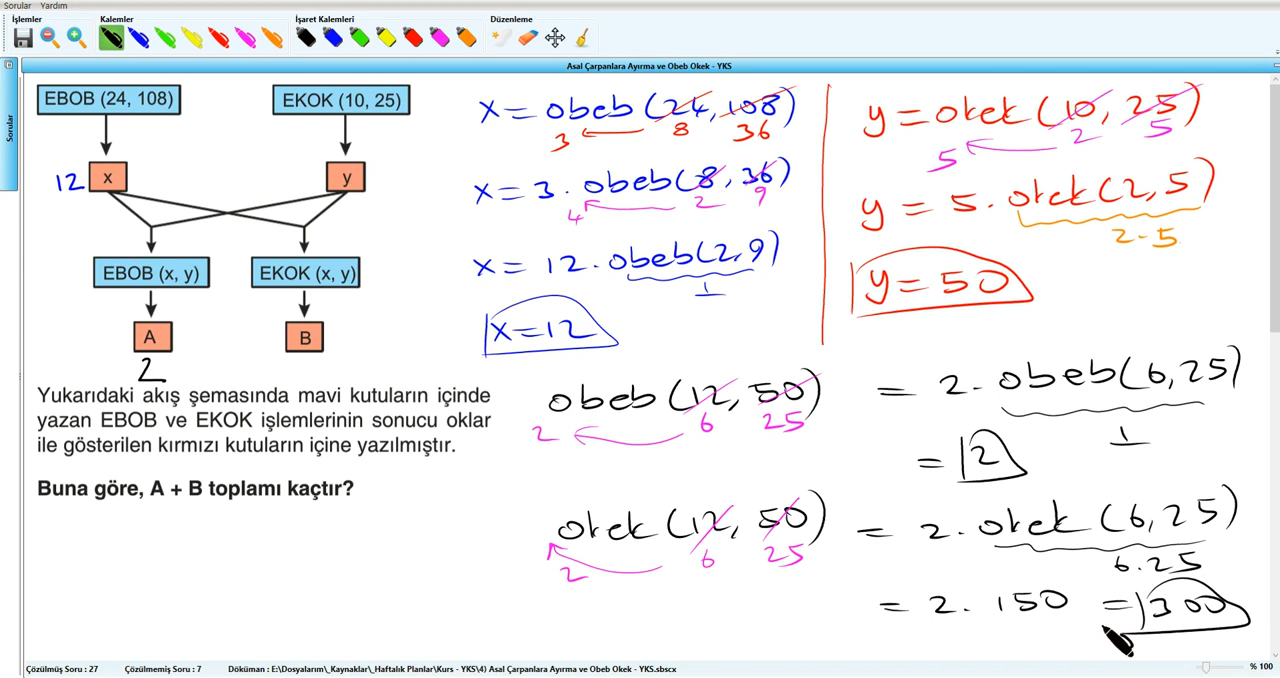 Sorular Yardım
İşlemler Kalemler İşaret Kalemleri Düzenleme
Asal Çarpanlara Ayırma ve Obeb Okek - YKS
Sorular
EBOB (24, 108) EKOK (10, 25)
12 x y
EBOB (x, y) EKOK (x, y)
A B
2
Yukarıdaki akış şemasında mavi kutuların içinde
yazan EBOB ve EKOK işlemlerinin sonucu oklar
ile gösterilen kırmızı kutuların içine yazılmıştır.
Buna göre, A + B toplamı kaçtır?
x = obeb (24, 108)
3 8 36
x = 3. obeb(8, 36)
4 2 9
x = 12. obeb(2, 9)
1
x = 12
y = okek (10, 25)
5 2 5
y = 5. okek (2, 5)
2-5
y = 50
obeb (12, 50) = 2. obeb(6, 25)
2 6 25 1
= 2
okek (12, 50) = 2. okek (6, 25)
2 6 25 6.25
= 2. 150 = 300
Çözülmüş Soru : 27 Çözülmemiş Soru : 7 Döküman : E:\Dosyalarım\_Kaynaklar\_Haftalık Planlar\Kurs - YKS\4) Asal Çarpanlara Ayırma ve Obeb Okek - YKS.sbscx % 100